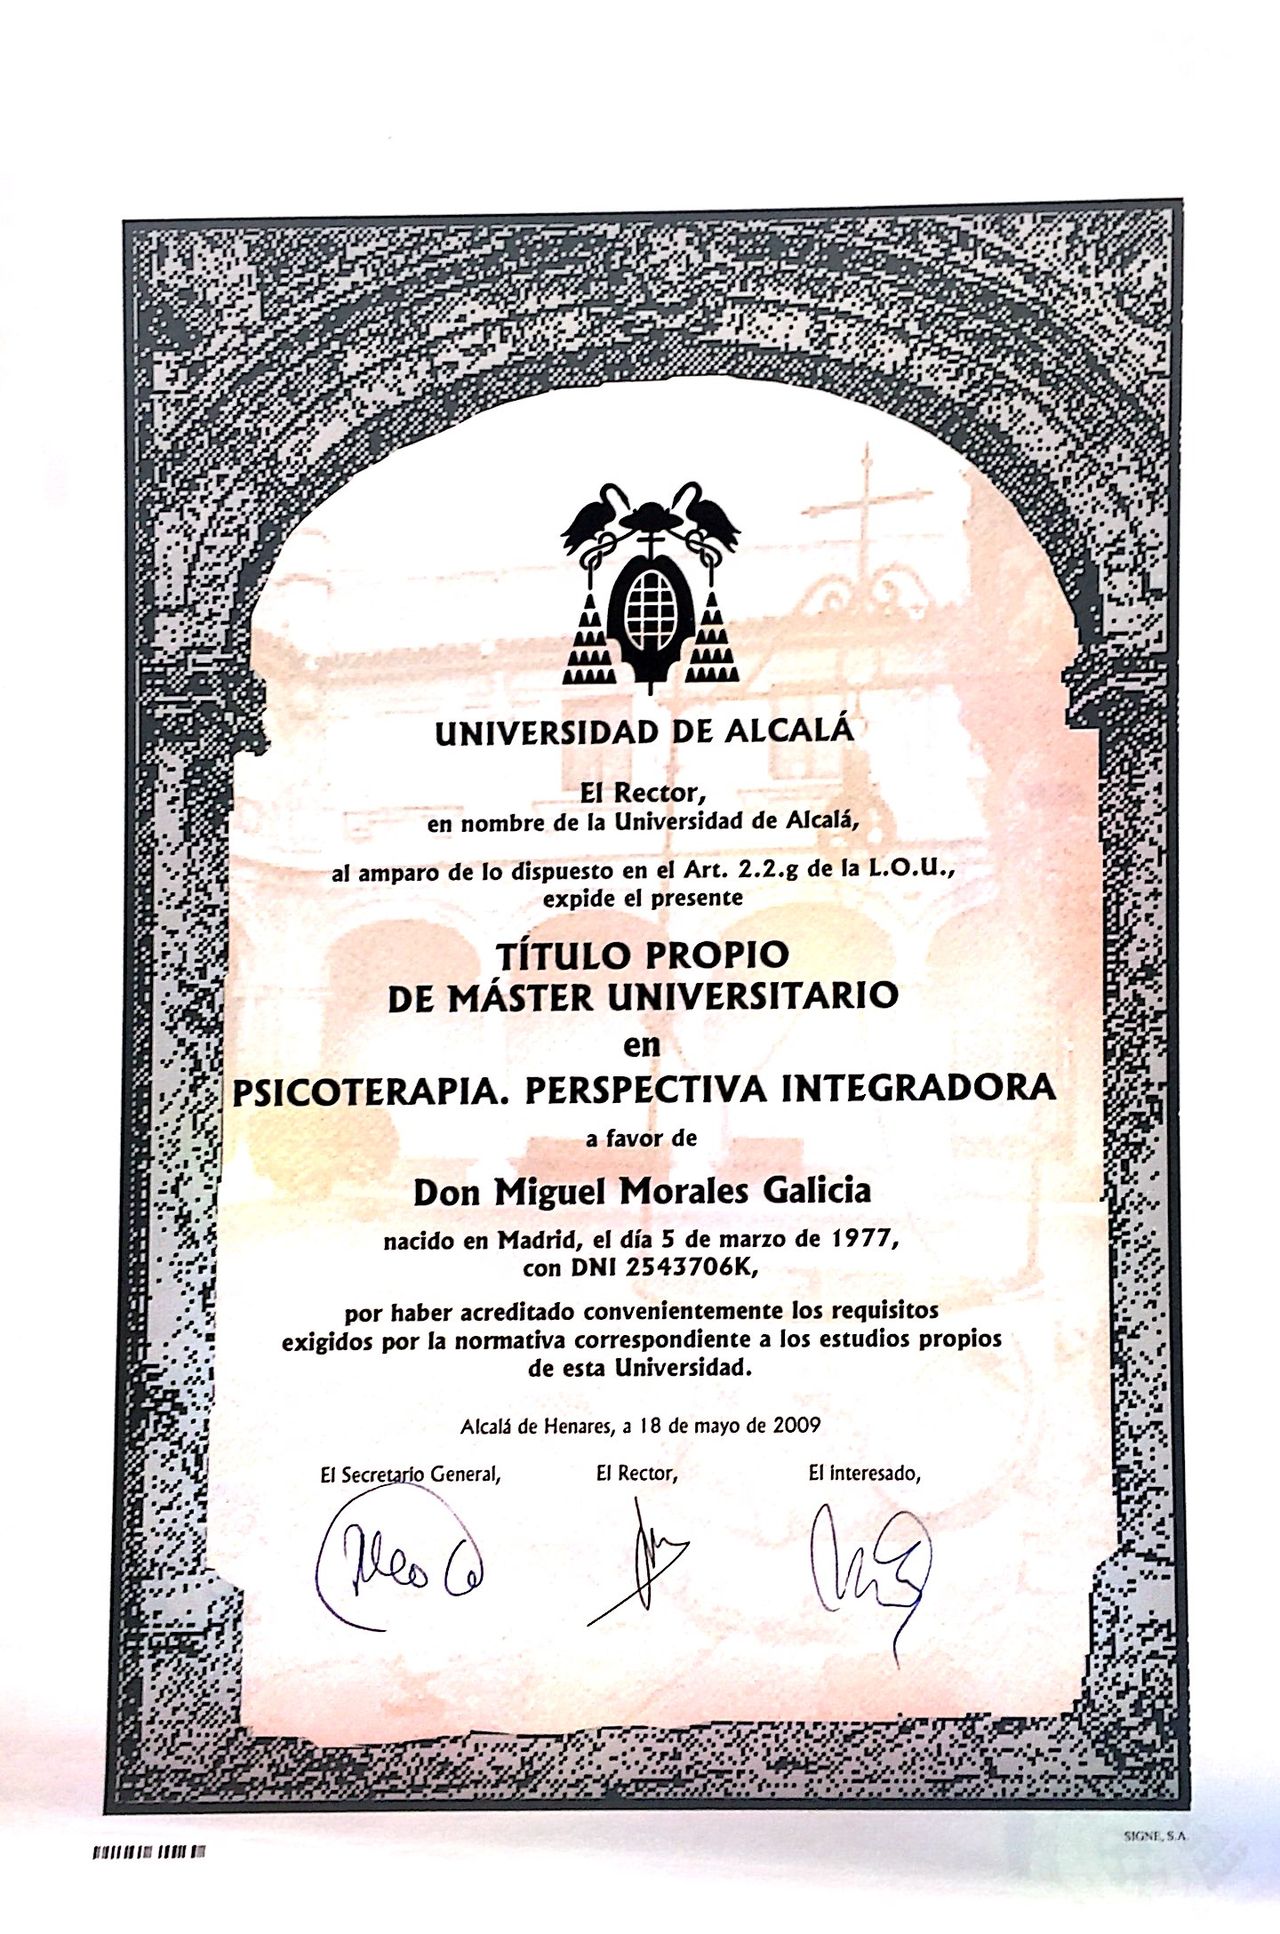 UNIVERSIDAD DE ALCALÁ
El Rector,
en nombre de la Universidad de Alcalá,
al amparo de lo dispuesto en el Art. 2.2.g de la L.O.U.,
expide el presente
TÍTULO PROPIO
DE MÁSTER UNIVERSITARIO
en
PSICOTERAPIA. PERSPECTIVA INTEGRADORA
a favor de
Don Miguel Morales Galicia
nacido en Madrid, el día 5 de marzo de 1977,
con DNI 2543706K,
por haber acreditado convenientemente los requisitos
exigidos por la normativa correspondiente a los estudios propios
de esta Universidad.
Alcalá de Henares, a 18 de mayo de 2009
El Secretario General,
El Rector,
El interesado,
SIGNE, S.A.